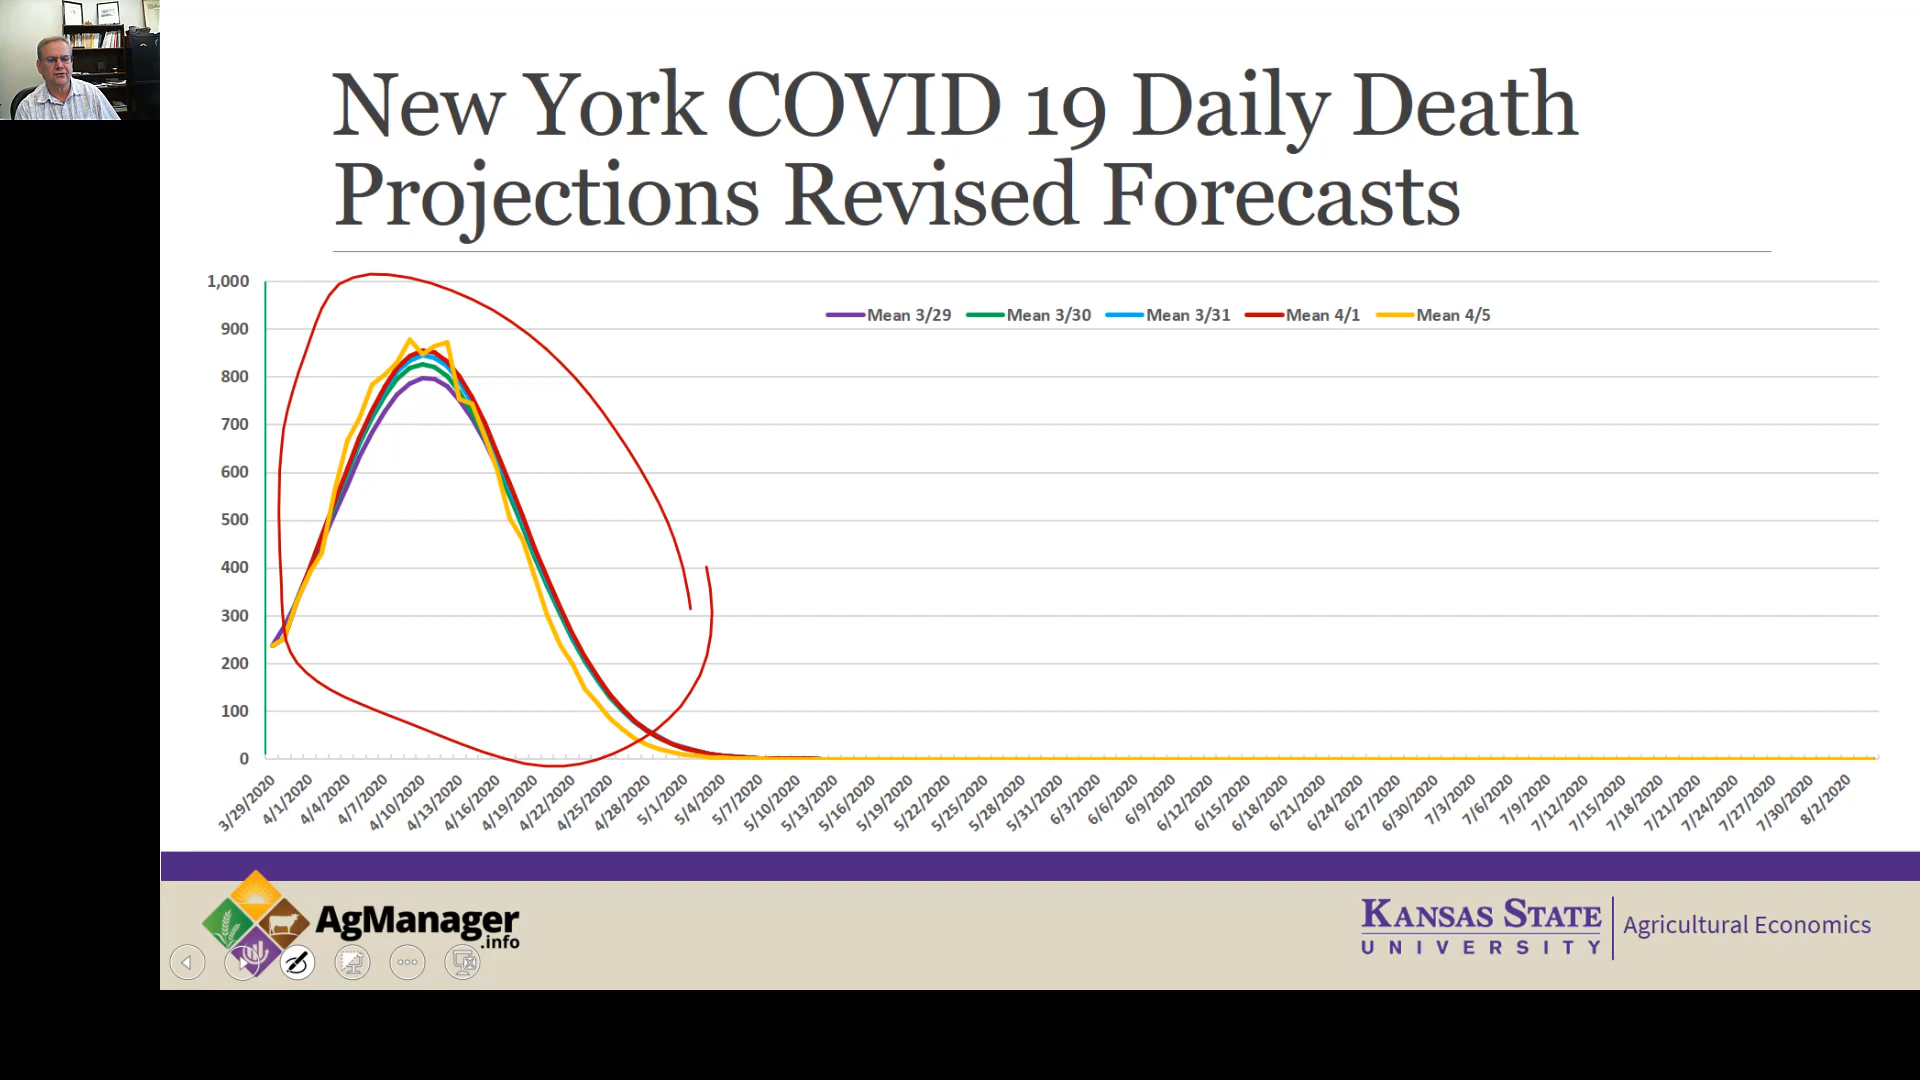 New York COVID 19 Daily Death
Projections Revised Forecasts
1,000
900
800
700
600
500
400
300
200
100
0
Mean 3/29 Mean 3/30 Mean 3/31 Mean 4/1 Mean 4/5
3/29/2020 4/1/2020 4/4/2020 4/7/2020 4/10/2020 4/13/2020 4/16/2020 4/19/2020 4/22/2020 4/25/2020 4/28/2020 5/1/2020 5/4/2020 5/7/2020 5/10/2020 5/13/2020 5/16/2020 5/19/2020 5/22/2020 5/25/2020 5/28/2020 5/31/2020 6/3/2020 6/6/2020 6/9/2020 6/12/2020 6/15/2020 6/18/2020 6/21/2020 6/24/2020 6/27/2020 6/30/2020 7/3/2020 7/6/2020 7/9/2020 7/12/2020 7/15/2020 7/18/2020 7/21/2020 7/24/2020 7/27/2020 7/30/2020 8/2/2020
AgManager
.info
KANSAS STATE
UNIVERSITY
Agricultural Economics